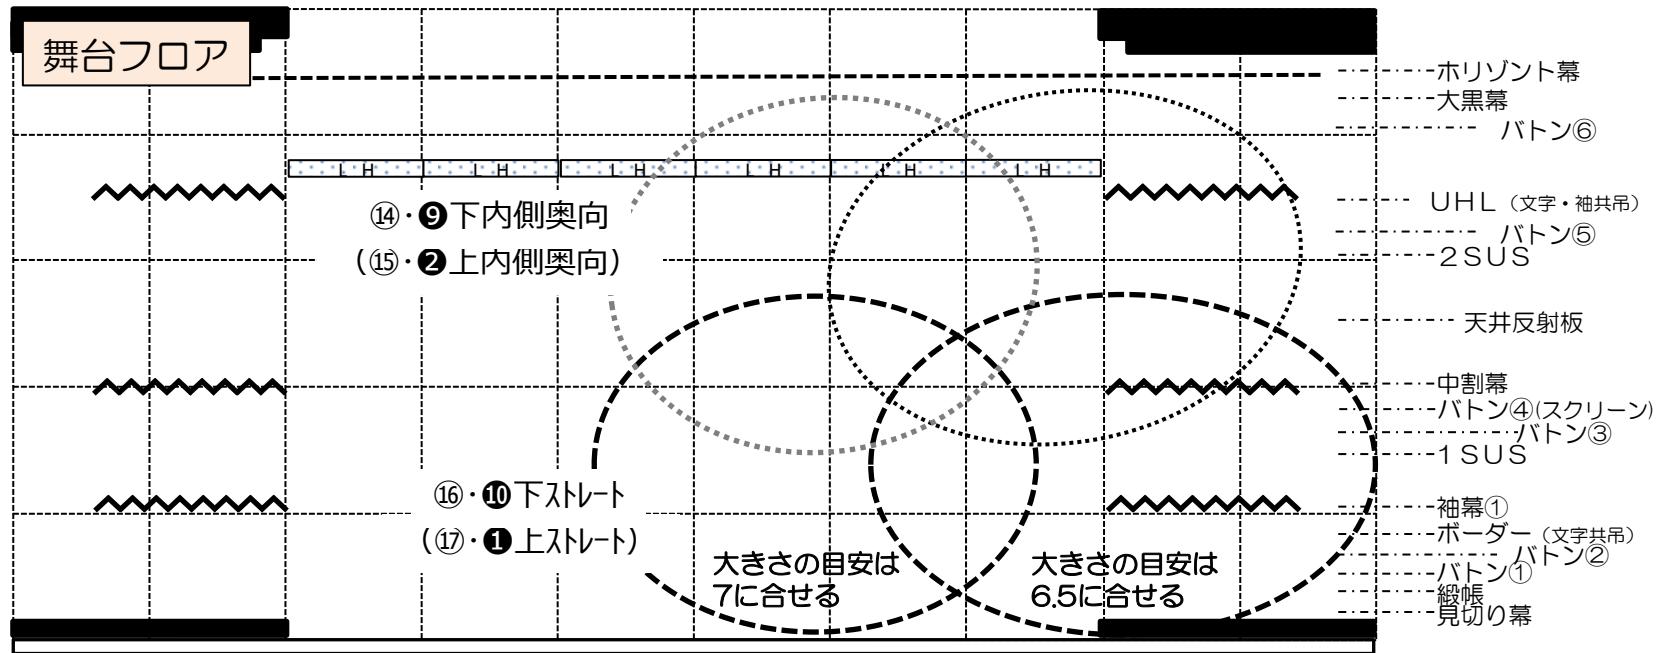 舞台フロア
ホリゾント幕
大黒幕
バトン⑥
LH LH LH LH LH LH
⑭・❾下内側奥向
(⑮・❷上内側奥向)
UHL (文字・袖共吊)
バトン⑤
2SUS
天井反射板
中割幕
バトン④(スクリーン)
バトン③
1SUS
⑯・❿下ストレート
(⑰・❶上ストレート)
袖幕①
ボーダー (文字共吊)
バトン②
バトン①
緞帳
見切り幕
大きさの目安は
7に合せる
大きさの目安は
6.5に合せる